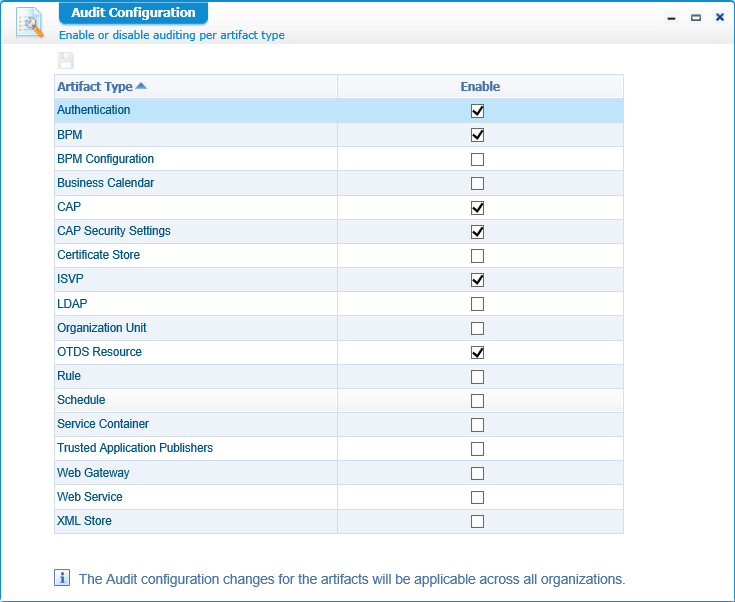 Audit Configuration
Enable or disable auditing per artifact type
Artifact Type Enable
Authentication
BPM
BPM Configuration
Business Calendar
CAP
CAP Security Settings
Certificate Store
ISVP
LDAP
Organization Unit
OTDS Resource
Rule
Schedule
Service Container
Trusted Application Publishers
Web Gateway
Web Service
XML Store
The Audit configuration changes for the artifacts will be applicable across all organizations.